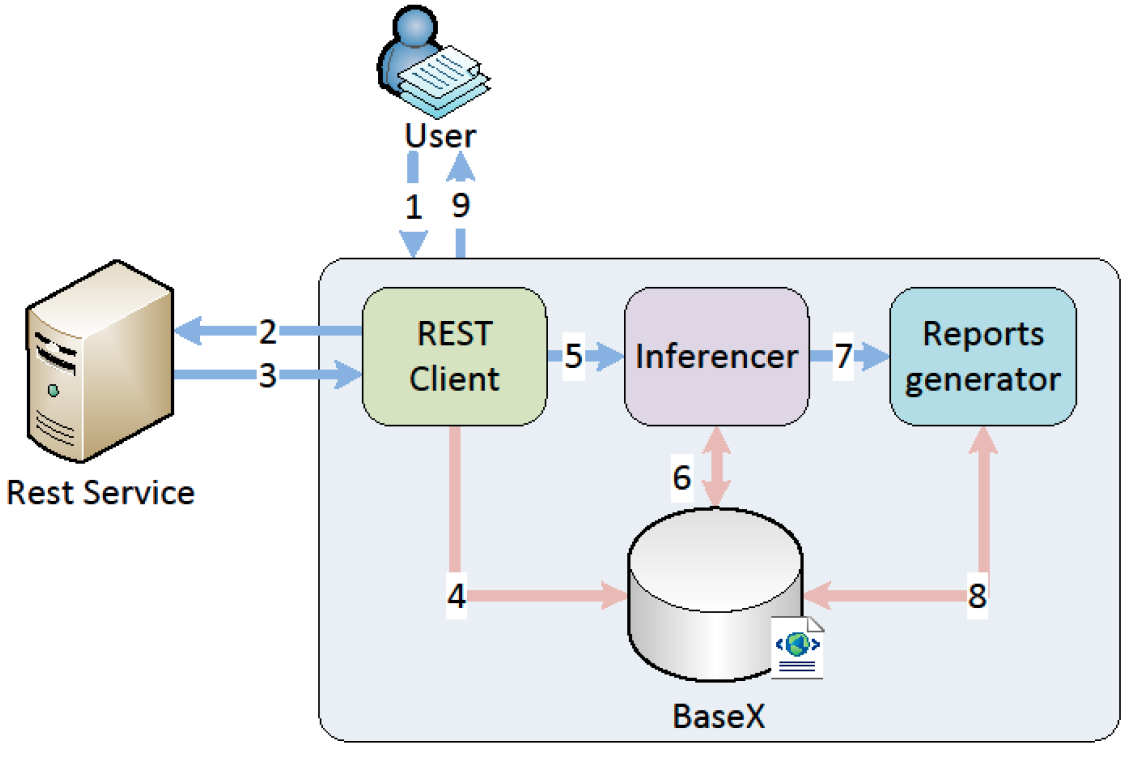 User
1 9
2
3
REST
Client
5
Inferencer
7
Reports
generator
Rest Service
6
4
8
< >
BaseX